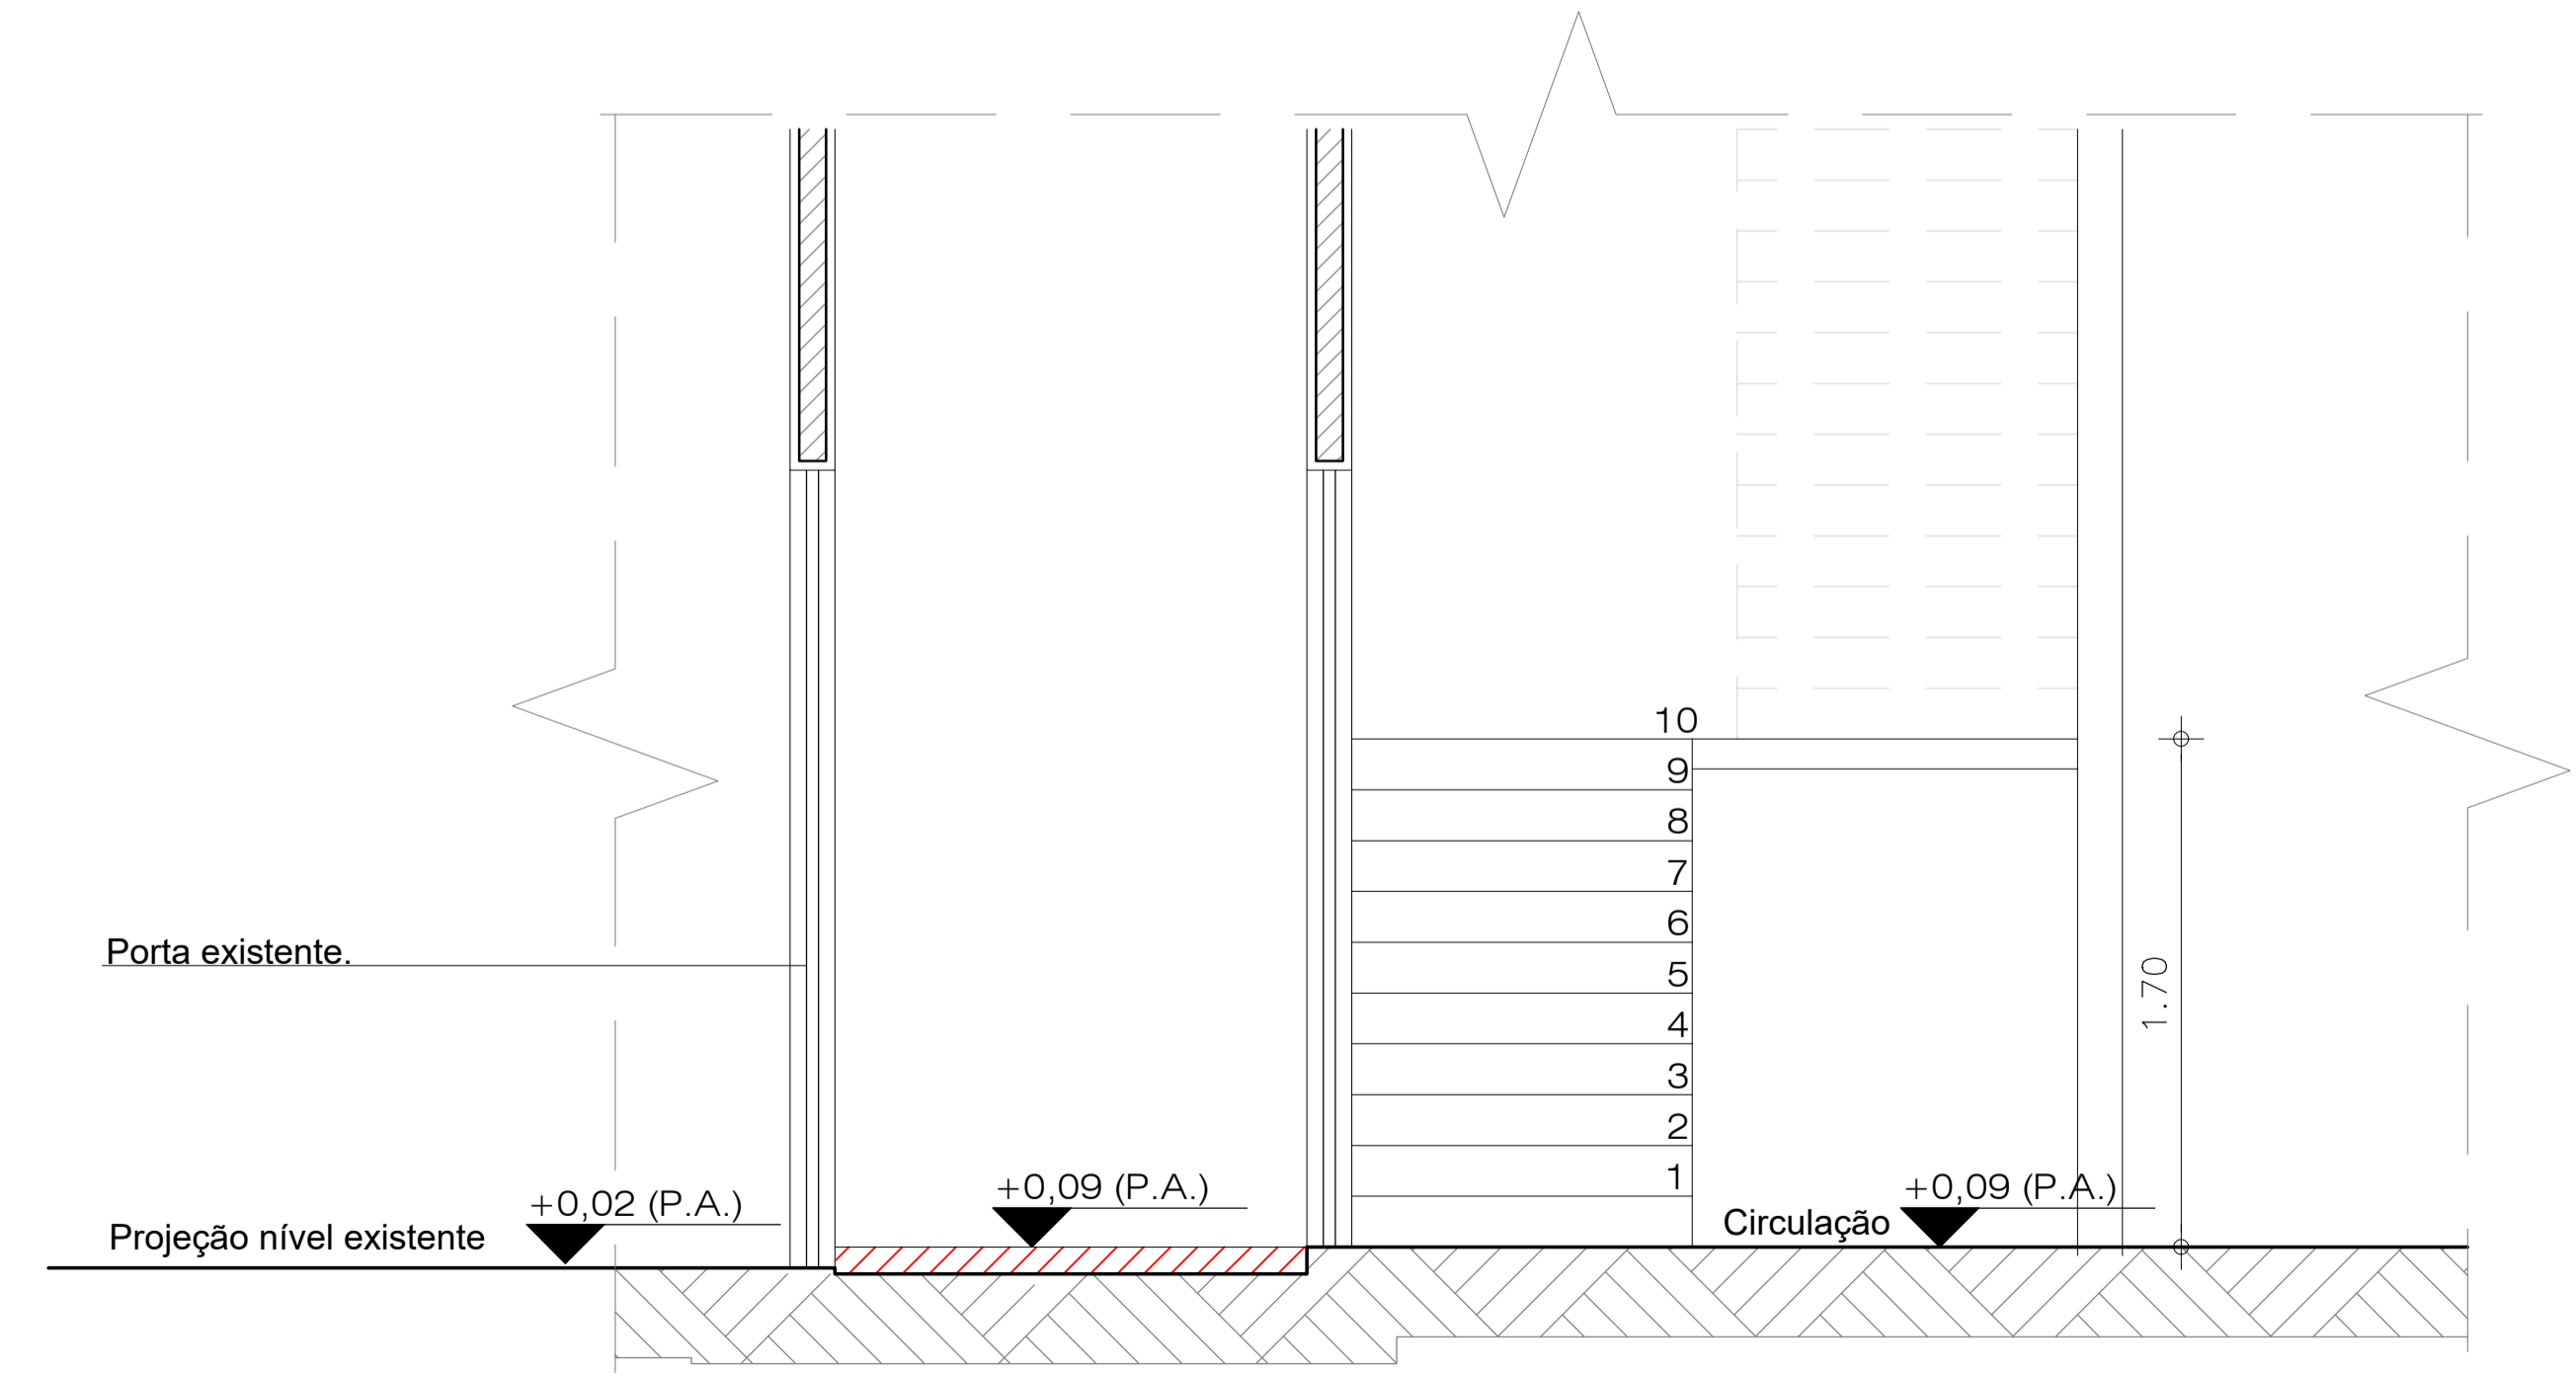 10
9
8
7
6
Porta existente.
5
1.70
4
3
2
1
+0,09 (P.A.)
+0,09 (P.A.)
+0,02 (P.A.)
Circulação
Projeção nível existente